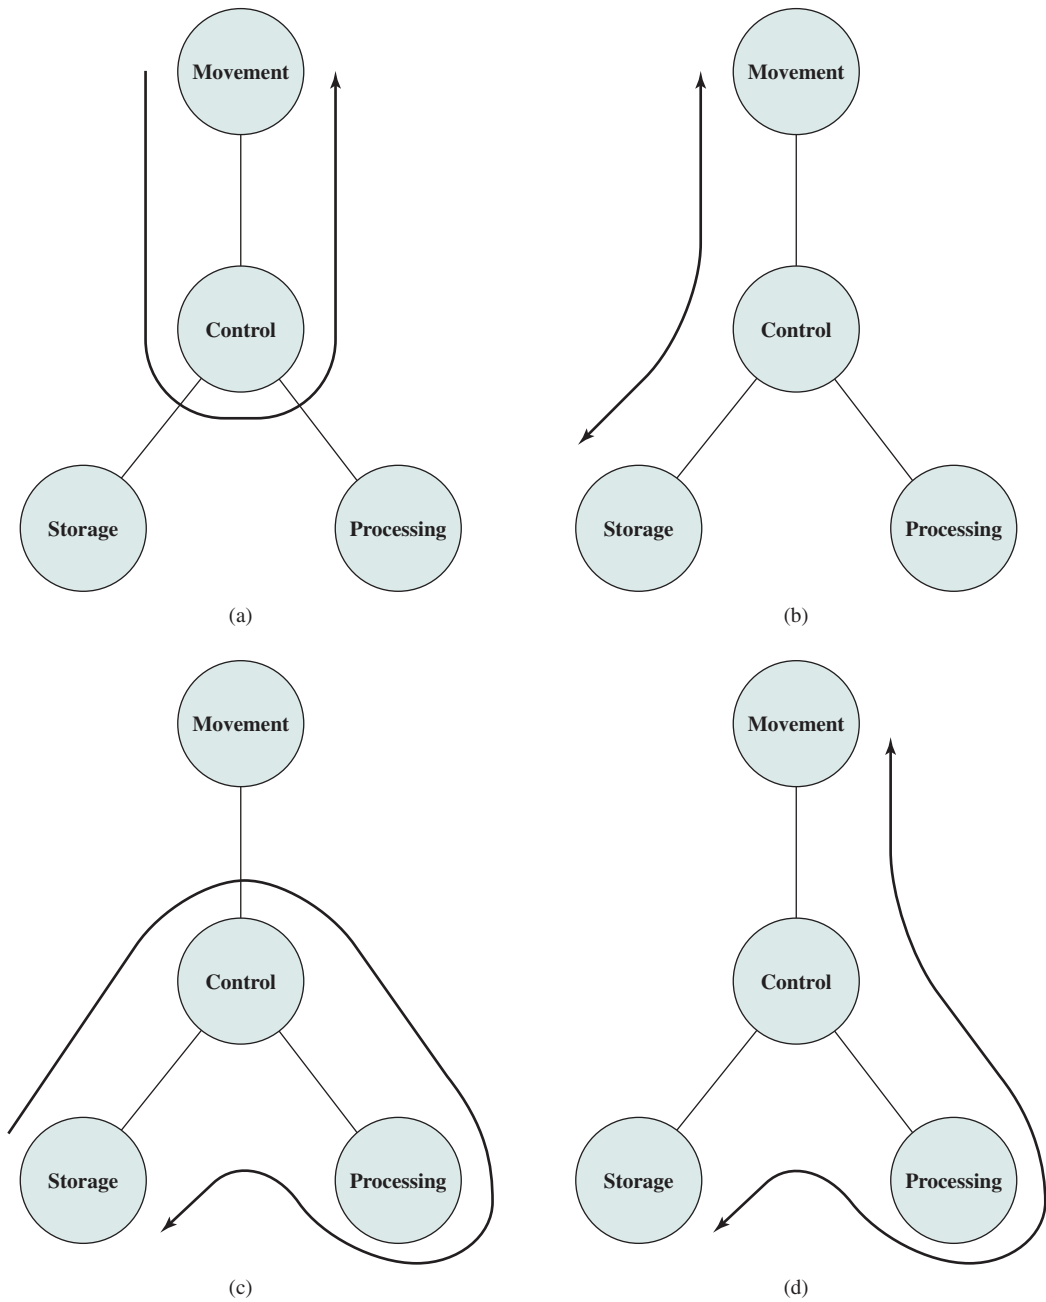 Movement
Movement
Control
Control
Storage
Processing
Storage
Processing
(a)
(b)
Movement
Movement
Control
Control
Storage
Processing
Storage
Processing
(c)
(d)